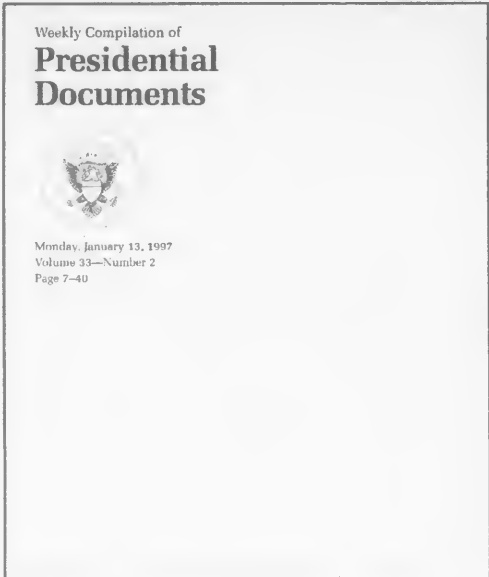 Weekly Compilation of
Presidential
Documents
Monday, January 13, 1997
Volume 33—Number 2
Page 7–40